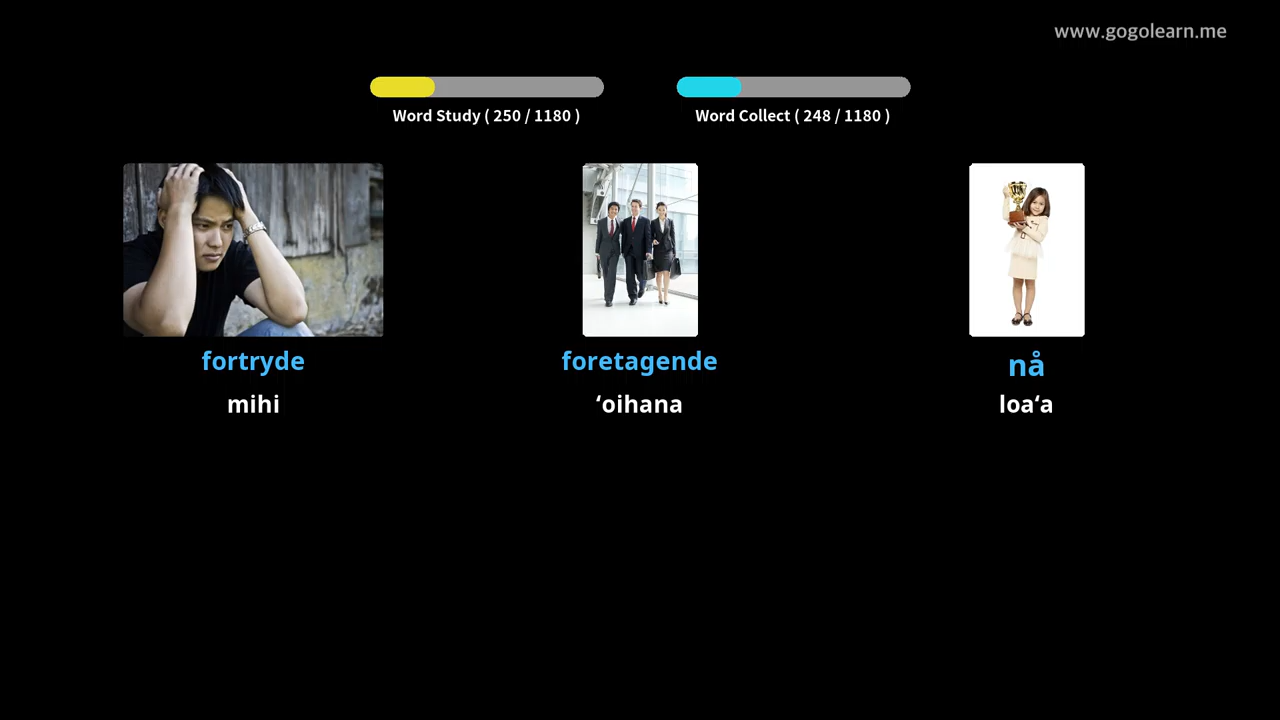 www.gogolearn.me
Word Study ( 250 / 1180 )
Word Collect ( 248 / 1180 )
fortryde
foretagende
nå
mihi
ʻoihana
loaʻa